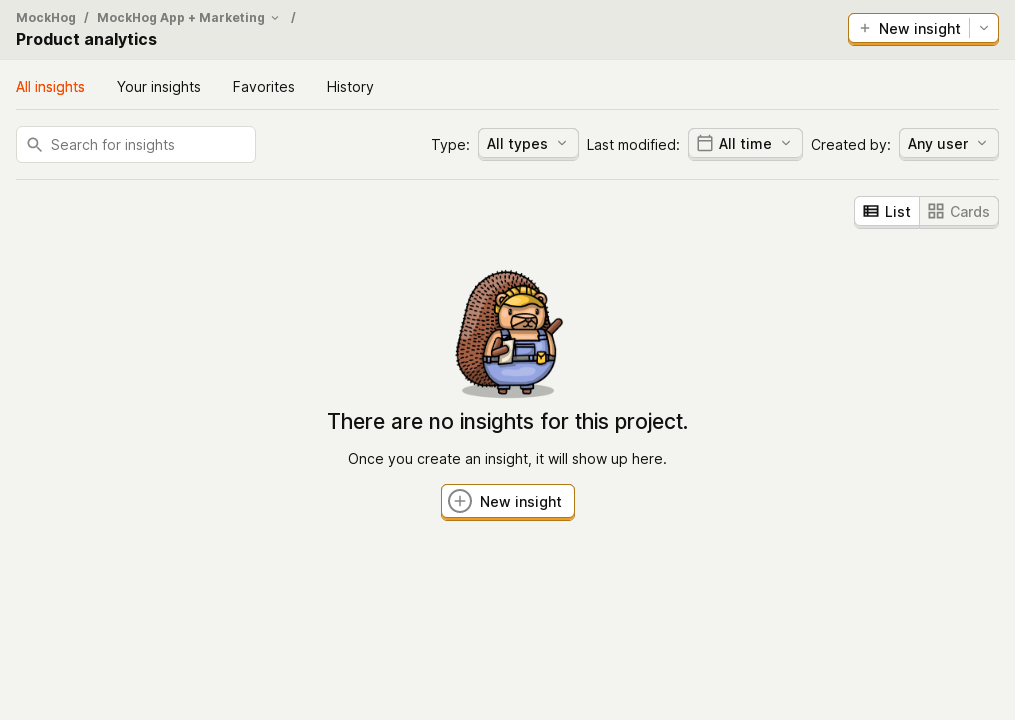 MockHog / MockHog App + Marketing /
Product analytics
New insight
All insights Your insights Favorites History
Search for insights Type: All types Last modified: All time Created by: Any user
List Cards
There are no insights for this project.
Once you create an insight, it will show up here.
New insight